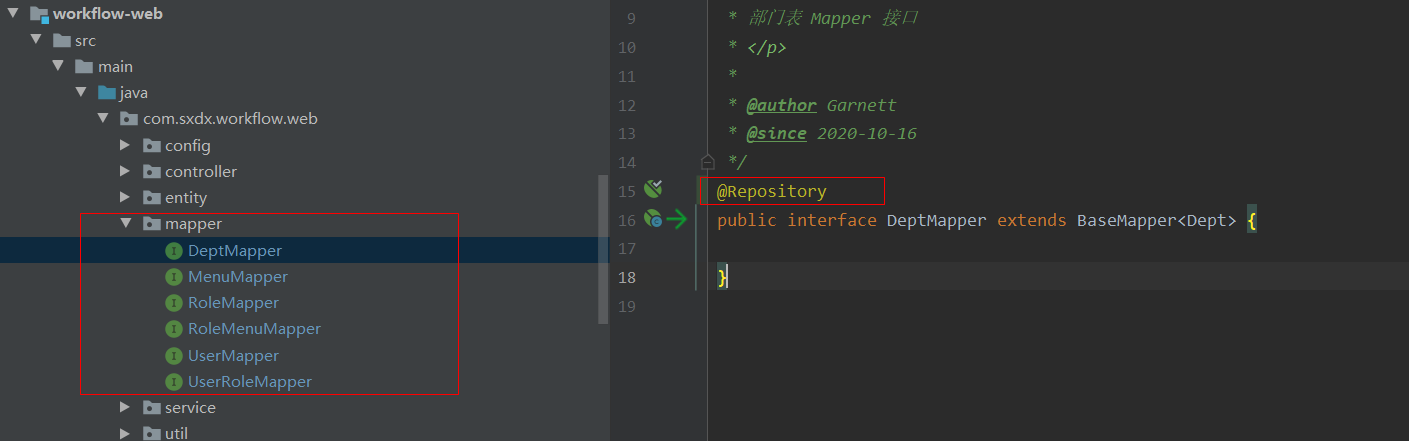 workflow-web
src
main
java
com.sxdx.workflow.web
config
controller
entity
mapper
DeptMapper
MenuMapper
RoleMapper
RoleMenuMapper
UserMapper
UserRoleMapper
service
util
9 * 部门表 Mapper 接口
10 * </p>
11 *
12 * @author Garnett
13 * @since 2020-10-16
14 */
15 @Repository
16 public interface DeptMapper extends BaseMapper<Dept> {
17
18 }
19